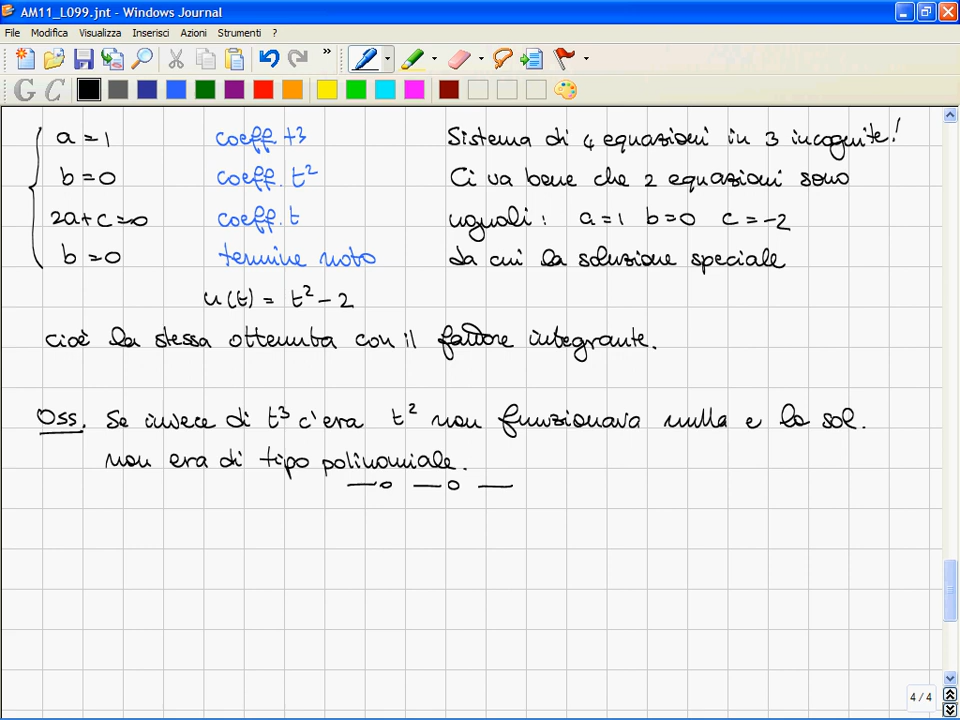 AM11_L099.jnt - Windows Journal
File Modifica Visualizza Inserisci Azioni Strumenti ?
G C
a = 1 coeff t³ Sistema di 4 equazioni in 3 incognite!
b = 0 coeff. t² Ci va bene che 2 equazioni sono
2a+c=0 coeff. t uguali: a=1 b=0 c=-2
b = 0 termine noto da cui la soluzione speciale
u(t) = t² - 2
cioè la stessa ottenuta con il fattore integrante.
Oss. Se invece di t³ c'era t² non funzionava nulla e la sol.
non era di tipo polinomiale.
4 / 4